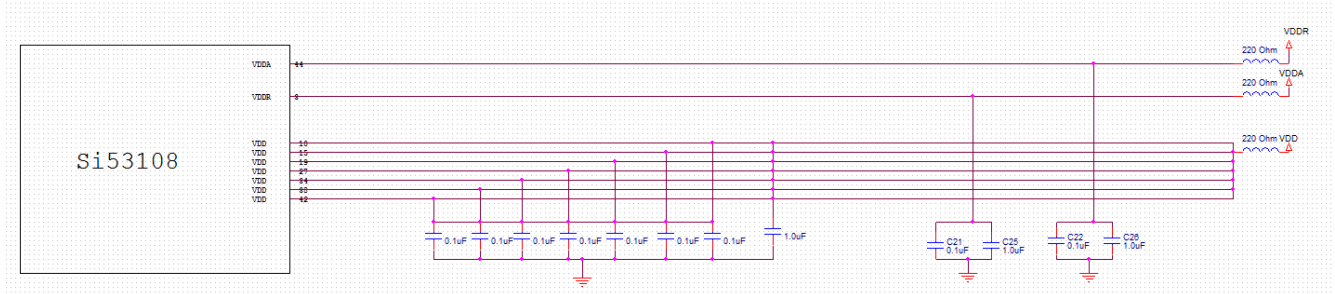 VDDR
220 Ohm
VDDA 44
VDDA
220 Ohm
VDDR 8
VDD 10
220 Ohm VDD
VDD 15
VDD 19
Si53108
VDD 27
VDD 34
VDD 38
VDD 42
0.1uF 0.1uF 0.1uF 0.1uF 0.1uF 0.1uF 0.1uF 1.0uF
C21 C25 C22 C26
0.1uF 1.0uF 0.1uF 1.0uF